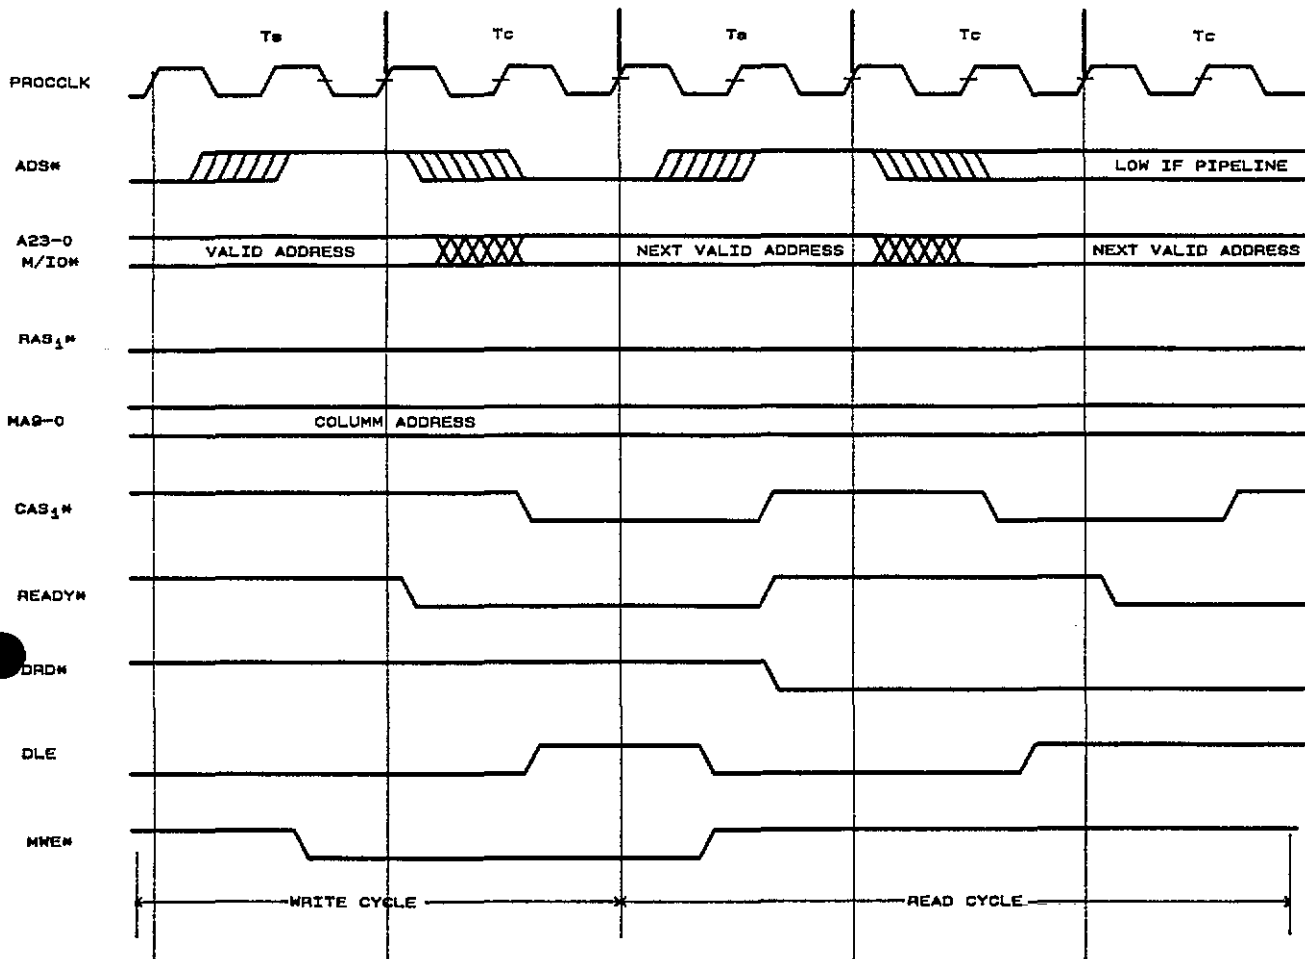 Ts Tc Ts Tc Tc
PROCCLK
ADS*
LOW IF PIPELINE
A23-0
M/IO*
VALID ADDRESS NEXT VALID ADDRESS NEXT VALID ADDRESS
RAS1*
MA9-0
COLUMM ADDRESS
CAS1*
READY*
DRD*
DLE
MWE*
WRITE CYCLE READ CYCLE